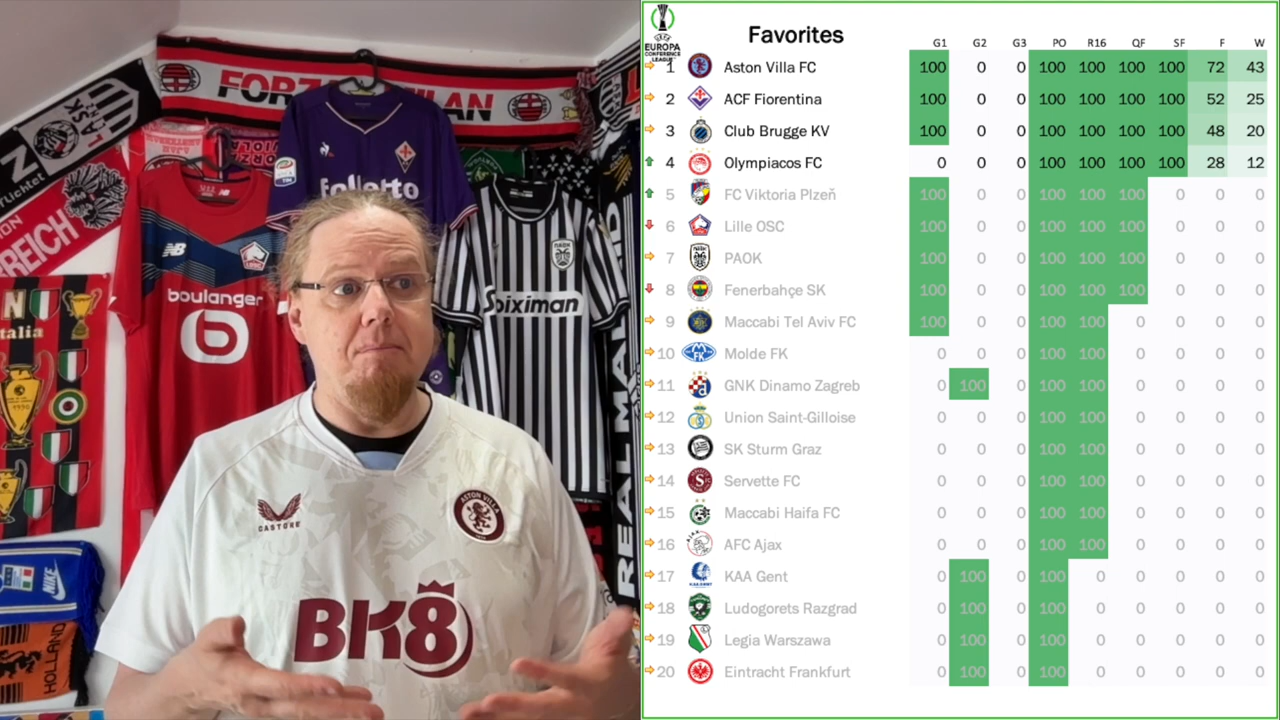 FORZA MILAN
LASK
Z
rüchtet
ION
REICH
N
talia
1990
NIKE
HOLLAND
SERIE A
folletto
NB
LOSC
boulanger
b
PAOK
Soiximan
REAL MADRID
CASTORE
ASTON VILLA
1874
BK8
UEFA
EUROPA
CONFERENCE
LEAGUE
Favorites
G1 G2 G3 PO R16 QF SF F W
1 Aston Villa FC 100 0 0 100 100 100 100 72 43
2 ACF Fiorentina 100 0 0 100 100 100 100 52 25
3 Club Brugge KV 100 0 0 100 100 100 100 48 20
4 Olympiacos FC 0 0 0 100 100 100 100 28 12
5 FC Viktoria Plzeň 100 0 0 100 100 100 0 0 0
6 Lille OSC 100 0 0 100 100 100 0 0 0
7 PAOK 100 0 0 100 100 100 0 0 0
8 Fenerbahçe SK 100 0 0 100 100 100 0 0 0
9 Maccabi Tel Aviv FC 100 0 0 100 100 0 0 0 0
10 Molde FK 0 0 0 100 100 0 0 0 0
11 GNK Dinamo Zagreb 0 100 0 100 100 0 0 0 0
12 Union Saint-Gilloise 0 0 0 100 100 0 0 0 0
13 SK Sturm Graz 0 0 0 100 100 0 0 0 0
14 Servette FC 0 0 0 100 100 0 0 0 0
15 Maccabi Haifa FC 0 0 0 100 100 0 0 0 0
16 AFC Ajax 0 0 0 100 100 0 0 0 0
17 KAA Gent 0 100 0 100 0 0 0 0 0
18 Ludogorets Razgrad 0 100 0 100 0 0 0 0 0
19 Legia Warszawa 0 100 0 100 0 0 0 0 0
20 Eintracht Frankfurt 0 100 0 100 0 0 0 0 0